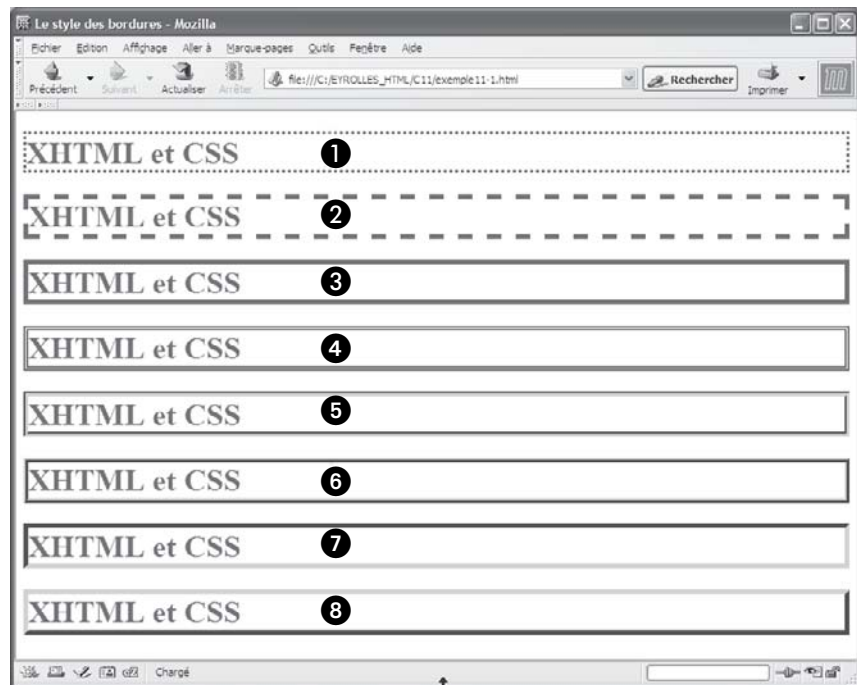 Le style des bordures - Mozilla
Fichier Edition Affichage Aller à Marque-pages Outils Fenêtre Aide
Précédent Suivant Actualiser Arrêter file:///C:/EYROLLES_HTML/C11/exemple11-1.html Rechercher Imprimer
XHTML et CSS 1
XHTML et CSS 2
XHTML et CSS 3
XHTML et CSS 4
XHTML et CSS 5
XHTML et CSS 6
XHTML et CSS 7
XHTML et CSS 8
Chargé